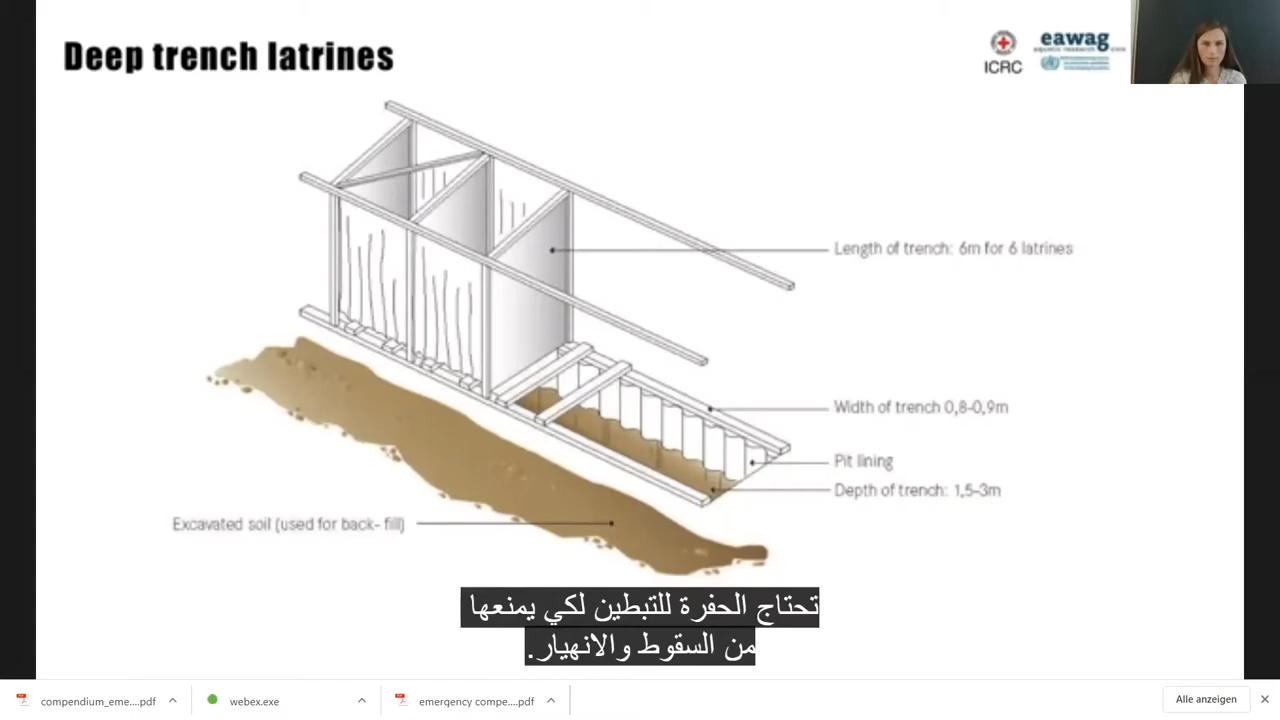 Deep trench latrines
ICRC
eawag
aquatic research
Length of trench: 6m for 6 latrines
Width of trench 0,8-0,9m
Pit lining
Depth of trench: 1,5-3m
Excavated soil (used for back- fill)
تحتاج الحفرة للتبطين لكي يمنعها
من السقوط والانهيار.
compendium_eme....pdf
webex.exe
emergency compe....pdf
Alle anzeigen